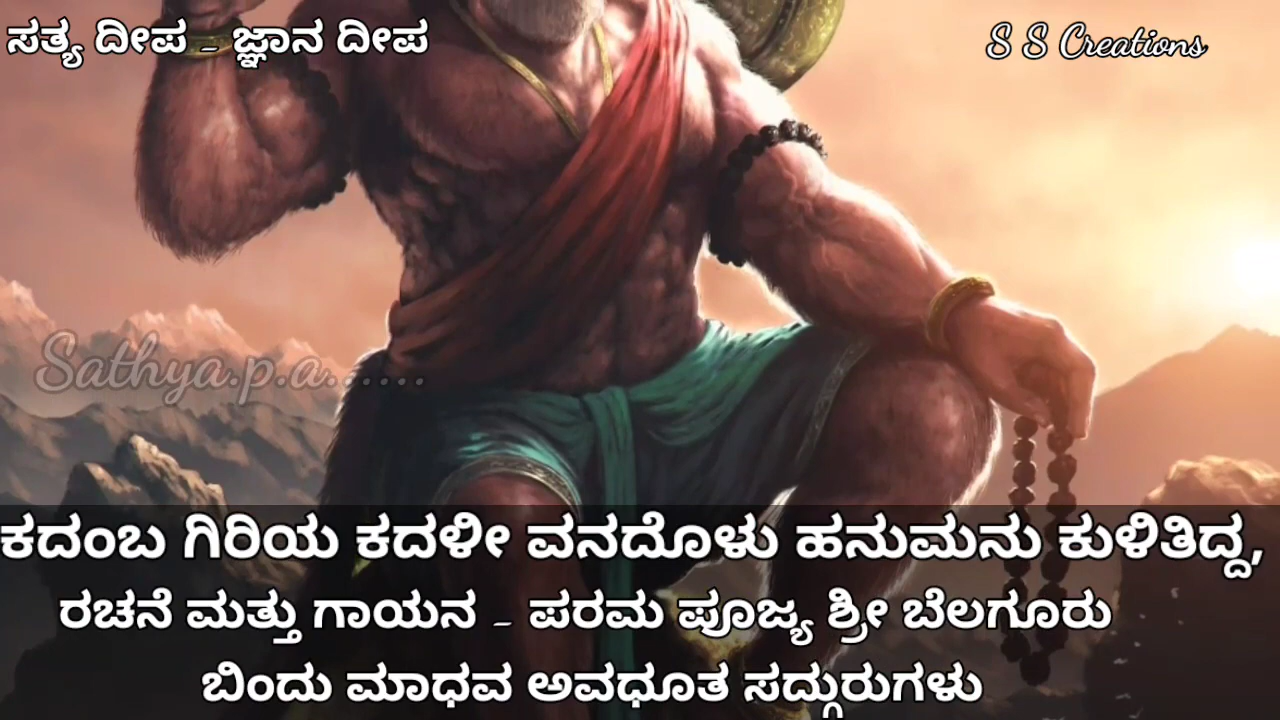 ಸತ್ಯ ದೀಪ - ಜ್ಞಾನ ದೀಪ
S S Creations
Sathya.p.a......
ಕದಂಬ ಗಿರಿಯ ಕದಳೀ ವನದೊಳು ಹನುಮನು ಕುಳಿತಿದ್ದ,
ರಚನೆ ಮತ್ತು ಗಾಯನ - ಪರಮ ಪೂಜ್ಯ ಶ್ರೀ ಬೆಲಗೂರು
ಬಿಂದು ಮಾಧವ ಅವಧೂತ ಸದ್ಗುರುಗಳು